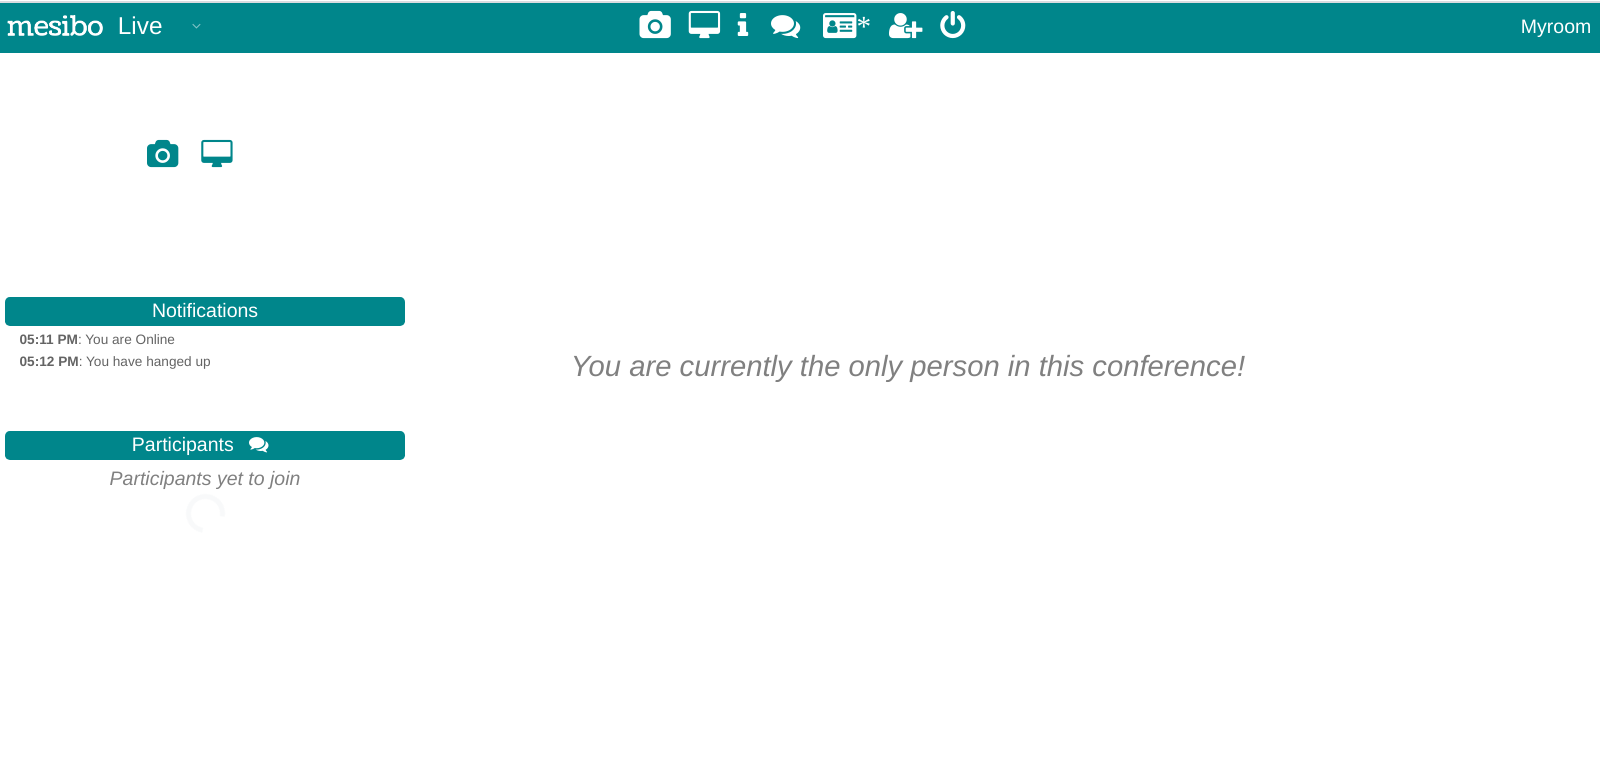 mesibo Live
*
Myroom
Notifications
05:11 PM: You are Online
05:12 PM: You have hanged up
You are currently the only person in this conference!
Participants
Participants yet to join